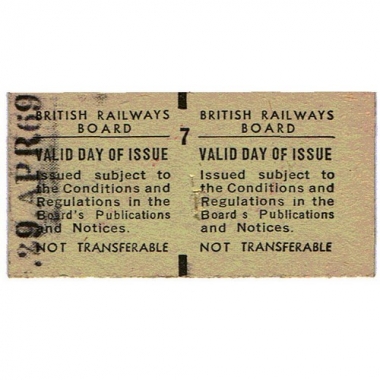 29 APR 69
BRITISH RAILWAYS
BOARD
VALID DAY OF ISSUE
Issued subject to
the Conditions and
Regulations in the
Board's Publications
and Notices.
NOT TRANSFERABLE
7
BRITISH RAILWAYS
BOARD
VALID DAY OF ISSUE
Issued subject to
the Conditions and
Regulations in the
Board s Publications
and Notices.
NOT TRANSFERABLE